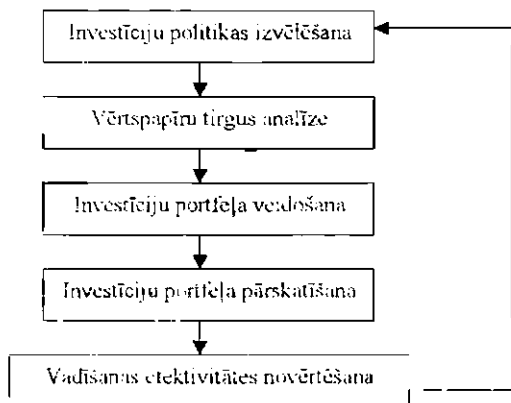 Investīciju politikas izvēlēšana
Vērtspapīru tirgus analīze
Investīciju portfeļa veidošana
Investīciju portfeļa pārskatīšana
Vadīšanas efektivitātes novērtēšana